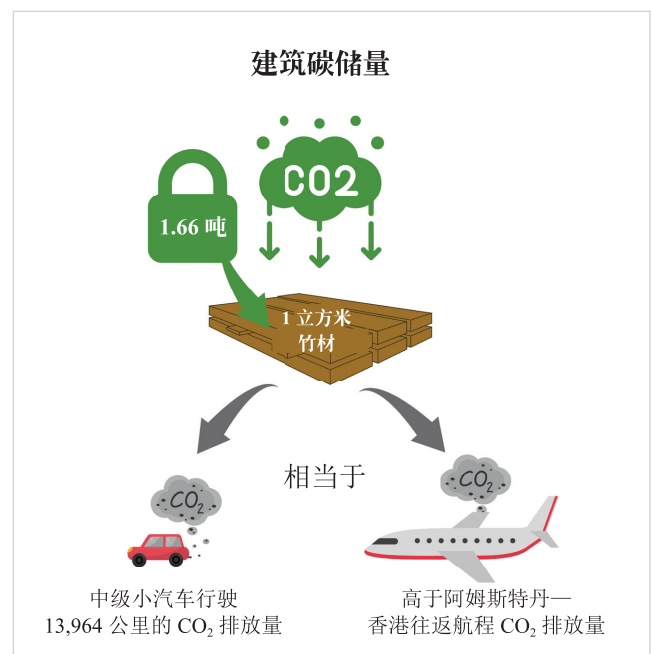 建筑碳储量
CO2
1.66 吨
1 立方米
竹材
相当于
CO₂
CO₂
中级小汽车行驶
13,964 公里的 CO₂ 排放量
高于阿姆斯特丹—
香港往返航程 CO₂ 排放量